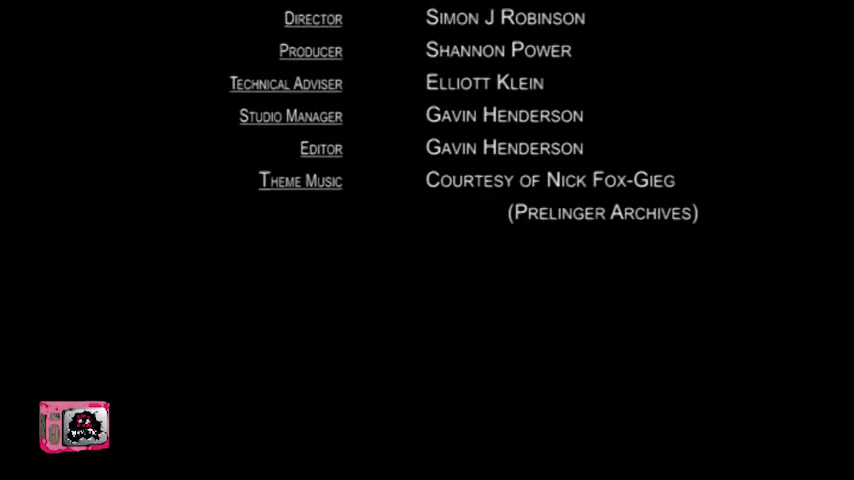 Director Simon J Robinson
Producer Shannon Power
Technical Adviser Elliott Klein
Studio Manager Gavin Henderson
Editor Gavin Henderson
Theme Music Courtesy of Nick Fox-Gieg
(Prelinger Archives)